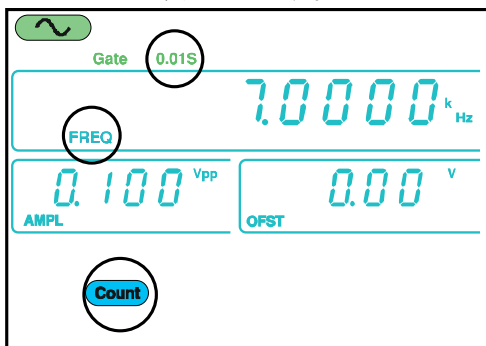 Gate 0.01S
7.0000 k Hz
FREQ
0.100 Vpp
AMPL
0.00 V
OFST
Count